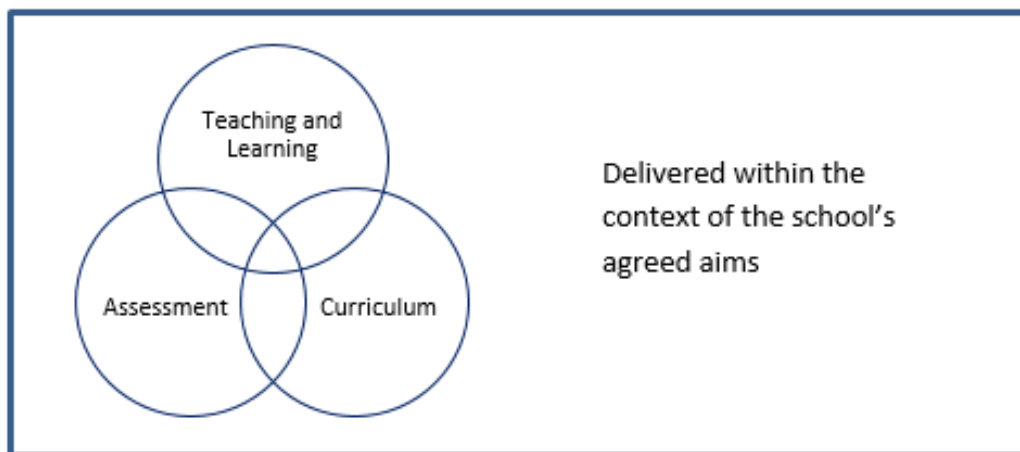 Teaching and
Learning
Assessment
Curriculum
Delivered within the
context of the school’s
agreed aims